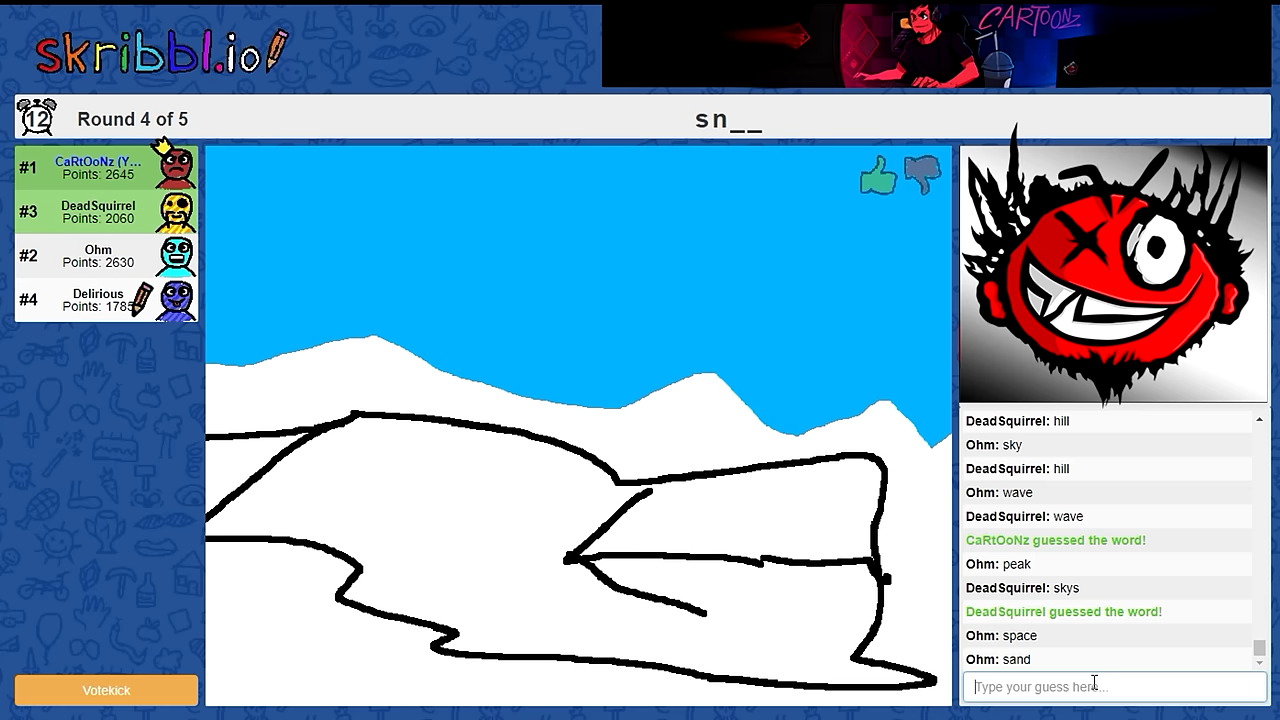 skribbl.io
CARTOONZ
12
Round 4 of 5
sn__
#1
CaRtOoNz (Y...
Points: 2645
#3
DeadSquirrel
Points: 2060
#2
Ohm
Points: 2630
#4
Delirious
Points: 1785
DeadSquirrel: hill
Ohm: sky
DeadSquirrel: hill
Ohm: wave
DeadSquirrel: wave
CaRtOoNz guessed the word!
Ohm: peak
DeadSquirrel: skys
DeadSquirrel guessed the word!
Ohm: space
Ohm: sand
Type your guess here...
Votekick